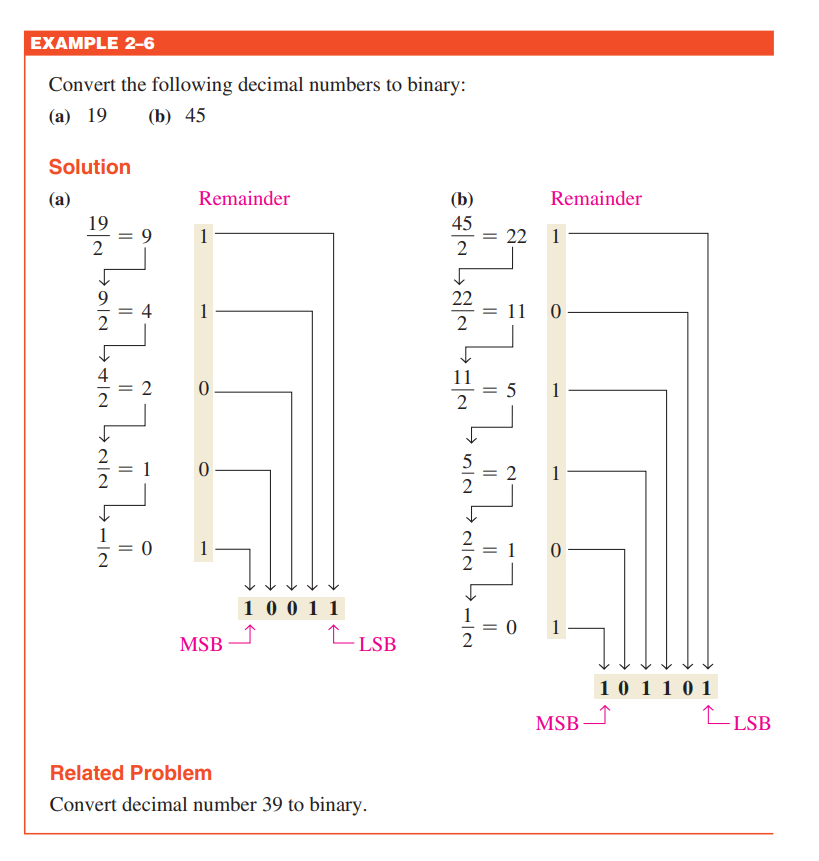 EXAMPLE 2–6
Convert the following decimal numbers to binary:
(a) 19 (b) 45
Solution
(a) Remainder
19/2 = 9 1
9/2 = 4 1
4/2 = 2 0
2/2 = 1 0
1/2 = 0 1
1 0 0 1 1
MSB LSB
(b) Remainder
45/2 = 22 1
22/2 = 11 0
11/2 = 5 1
5/2 = 2 1
2/2 = 1 0
1/2 = 0 1
1 0 1 1 0 1
MSB LSB
Related Problem
Convert decimal number 39 to binary.